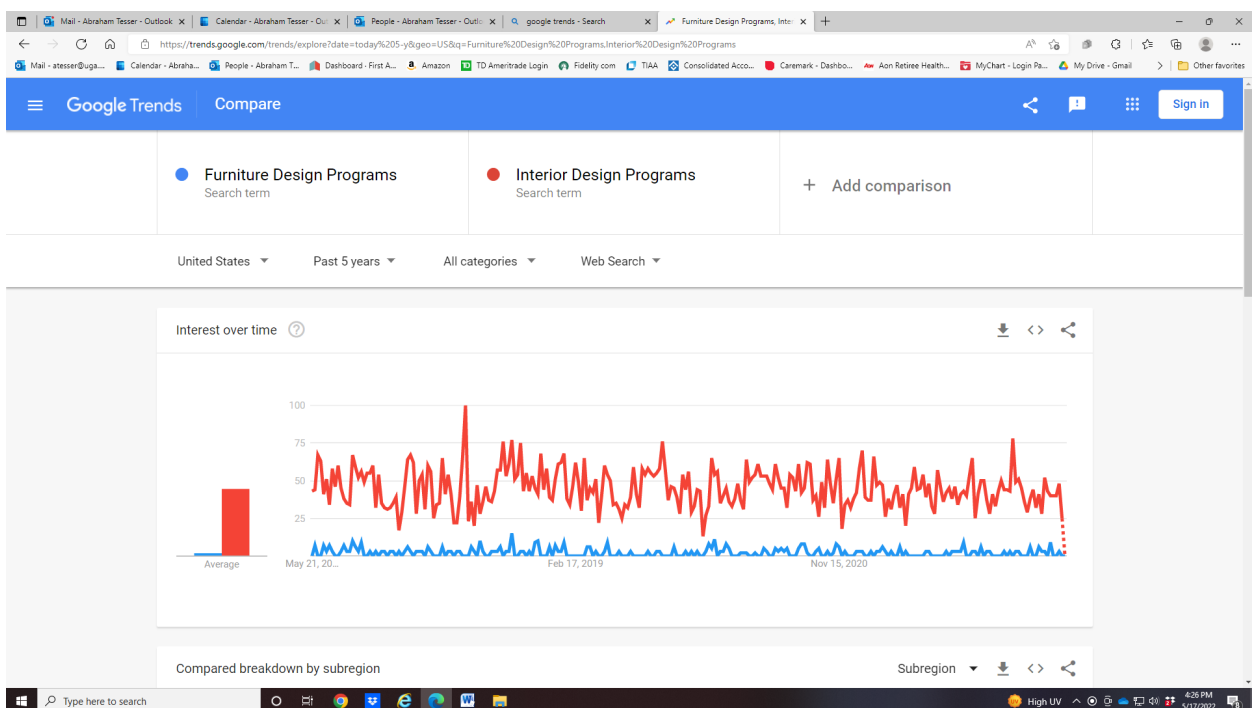 Mail - Abraham Tesser - Outlook
Calendar - Abraham Tesser - Out
People - Abraham Tesser - Outlo
google trends - Search
Furniture Design Programs, Inter
https://trends.google.com/trends/explore?date=today%205-y&geo=US&q=Furniture%20Design%20Programs,Interior%20Design%20Programs
Mail - atesser@uga...
Calendar - Abraha...
People - Abraham T...
Dashboard - First A...
Amazon
TD Ameritrade Login
Fidelity com
TIAA
Consolidated Acco...
Caremark - Dashbo...
Aon Retiree Health...
MyChart - Login Pa...
My Drive - Gmail
Other favorites
Google Trends
Compare
Sign in
Furniture Design Programs
Search term
Interior Design Programs
Search term
+ Add comparison
United States
Past 5 years
All categories
Web Search
Interest over time
100
75
50
25
Average
May 21, 20...
Feb 17, 2019
Nov 15, 2020
Compared breakdown by subregion
Subregion
Type here to search
High UV
4:26 PM
5/17/2022